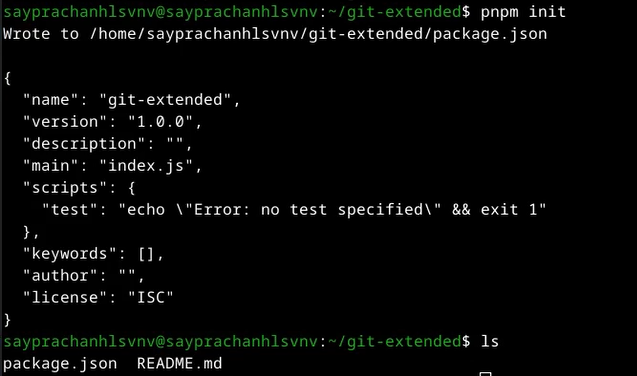 sayprachanhlsvnv@sayprachanhlsvnv:~/git-extended$ pnpm init
Wrote to /home/sayprachanhlsvnv/git-extended/package.json

{
  "name": "git-extended",
  "version": "1.0.0",
  "description": "",
  "main": "index.js",
  "scripts": {
    "test": "echo \"Error: no test specified\" && exit 1"
  },
  "keywords": [],
  "author": "",
  "license": "ISC"
}
sayprachanhlsvnv@sayprachanhlsvnv:~/git-extended$ ls
package.json  README.md